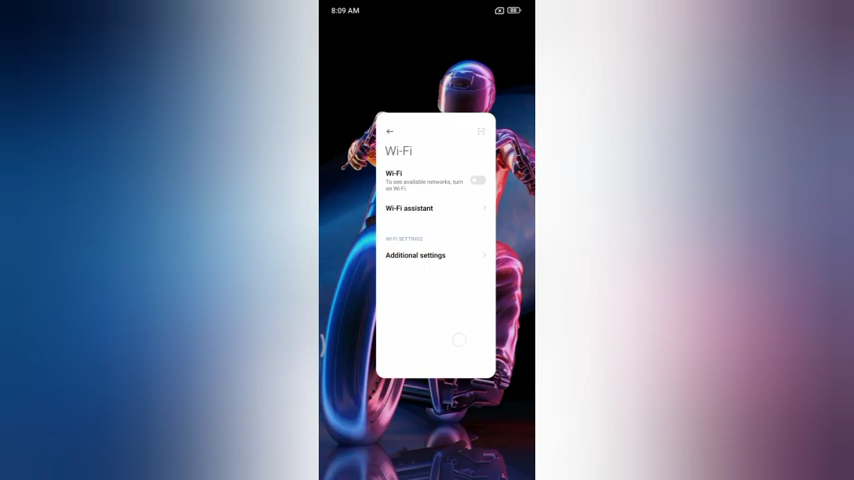 8:09 AM
88
Wi-Fi
Wi-Fi
To see available networks, turn
on Wi-Fi
Wi-Fi assistant
WI-FI SETTINGS
Additional settings